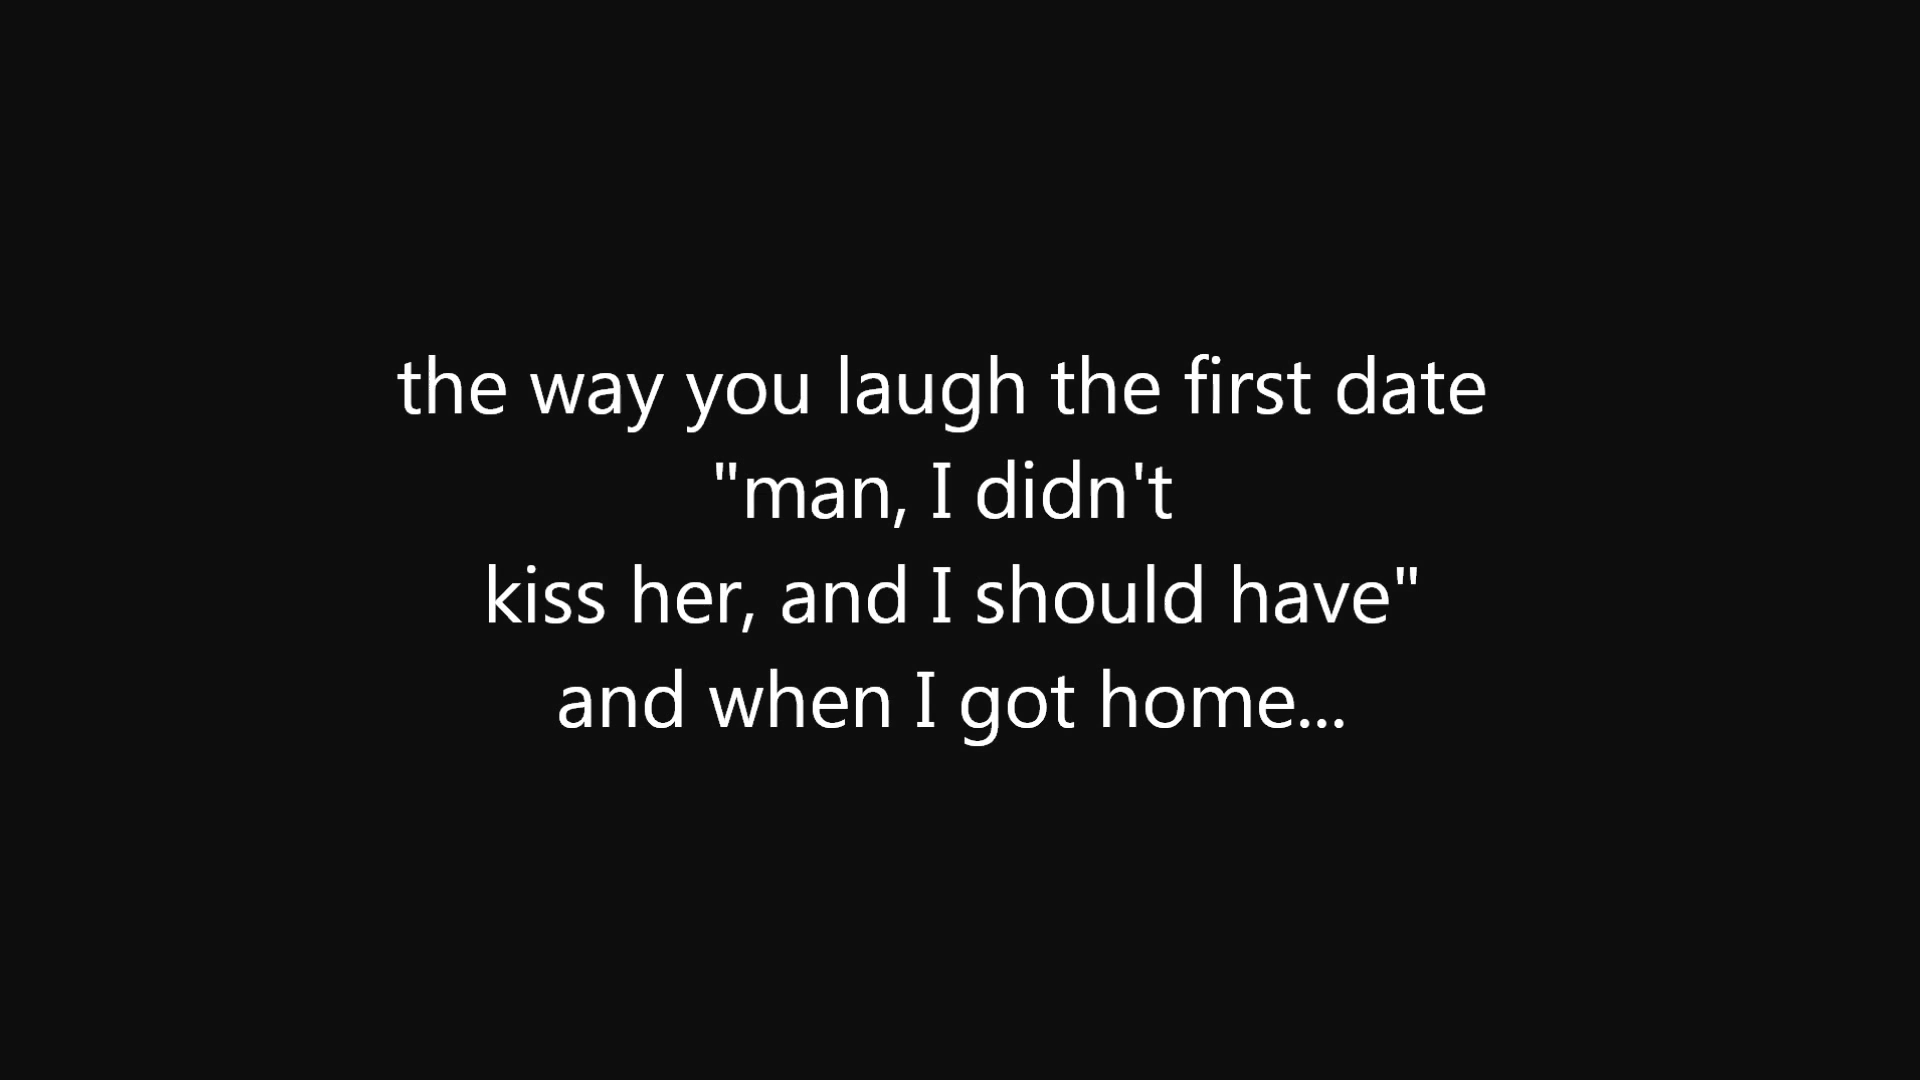 the way you laugh the first date
"man, I didn't
kiss her, and I should have"
and when I got home...